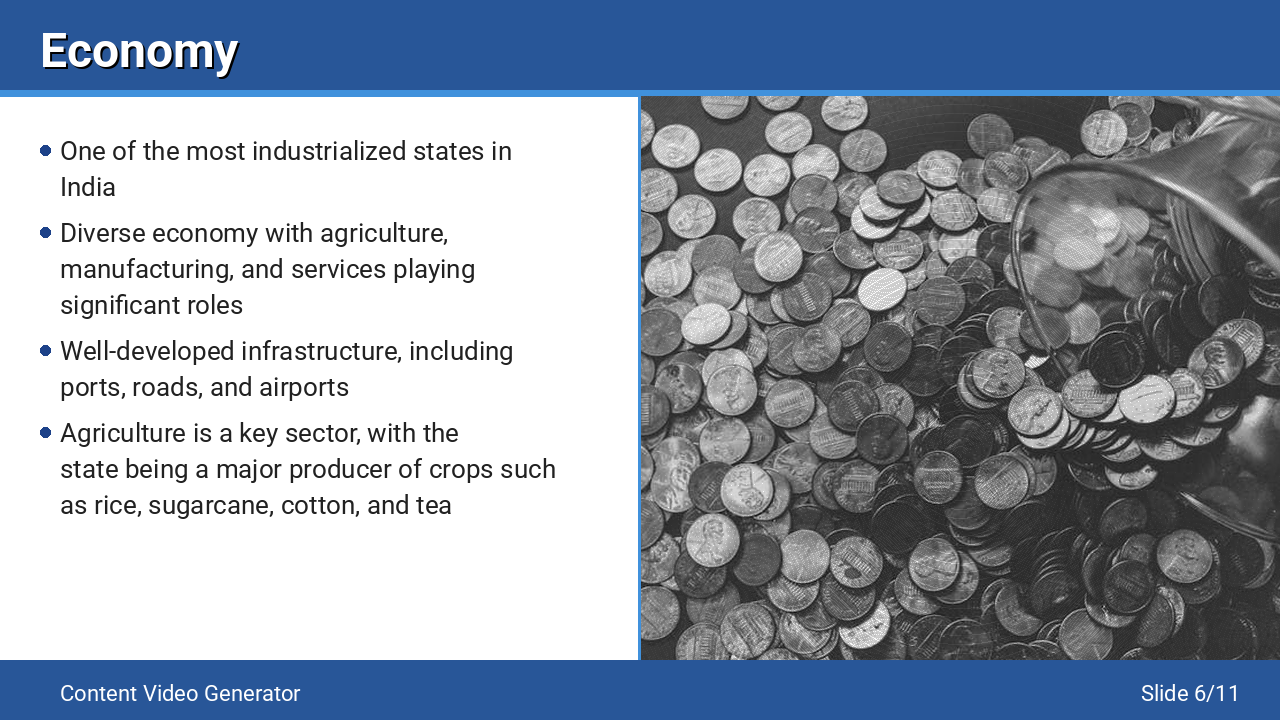 Economy
One of the most industrialized states in
India
Diverse economy with agriculture,
manufacturing, and services playing
significant roles
Well-developed infrastructure, including
ports, roads, and airports
Agriculture is a key sector, with the
state being a major producer of crops such
as rice, sugarcane, cotton, and tea
Content Video Generator
Slide 6/11